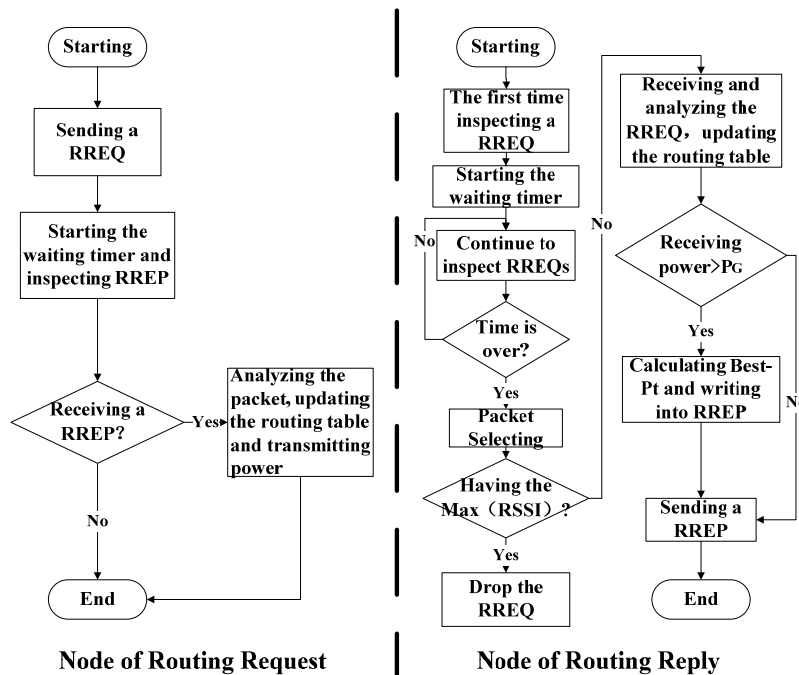 Starting
Sending a
RREQ
Starting the
waiting timer and
inspecting RREP
Receiving a
RREP?
Yes
Analyzing the
packet, updating
the routing table
and transmitting
power
No
End
Node of Routing Request
Starting
The first time
inspecting a
RREQ
Starting the
waiting timer
No
Continue to
inspect RREQs
Time is
over?
Yes
Packet
Selecting
Having the
Max（RSSI）?
Yes
Drop the
RREQ
No
Receiving and
analyzing the
RREQ，updating
the routing table
Receiving
power>PG
Yes
Calculating Best-
Pt and writing
into RREP
No
Sending a
RREP
End
Node of Routing Reply